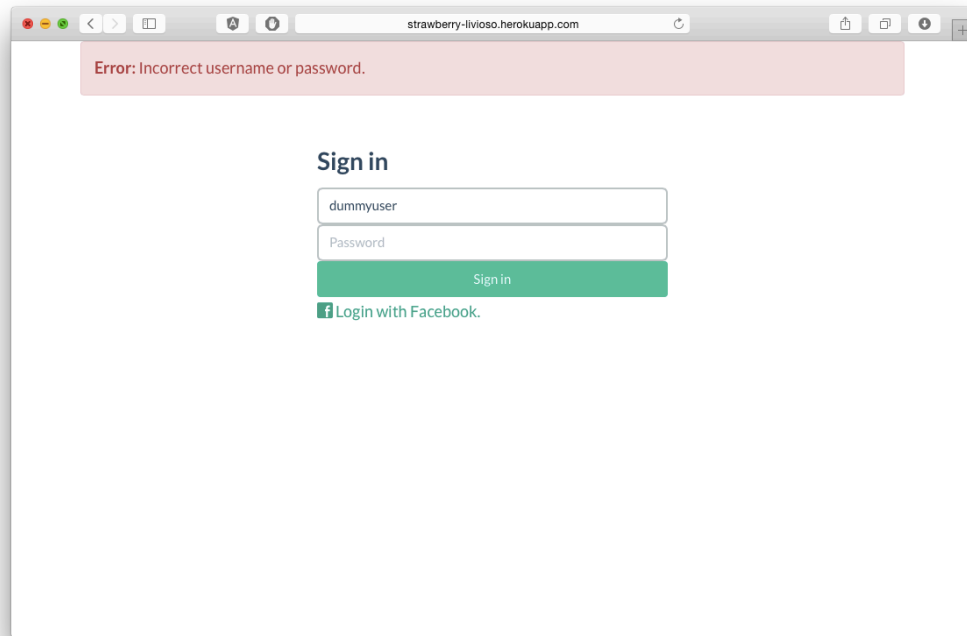 strawberry-livioso.herokuapp.com
Error: Incorrect username or password.
Sign in
dummyuser
Password
Sign in
Login with Facebook.